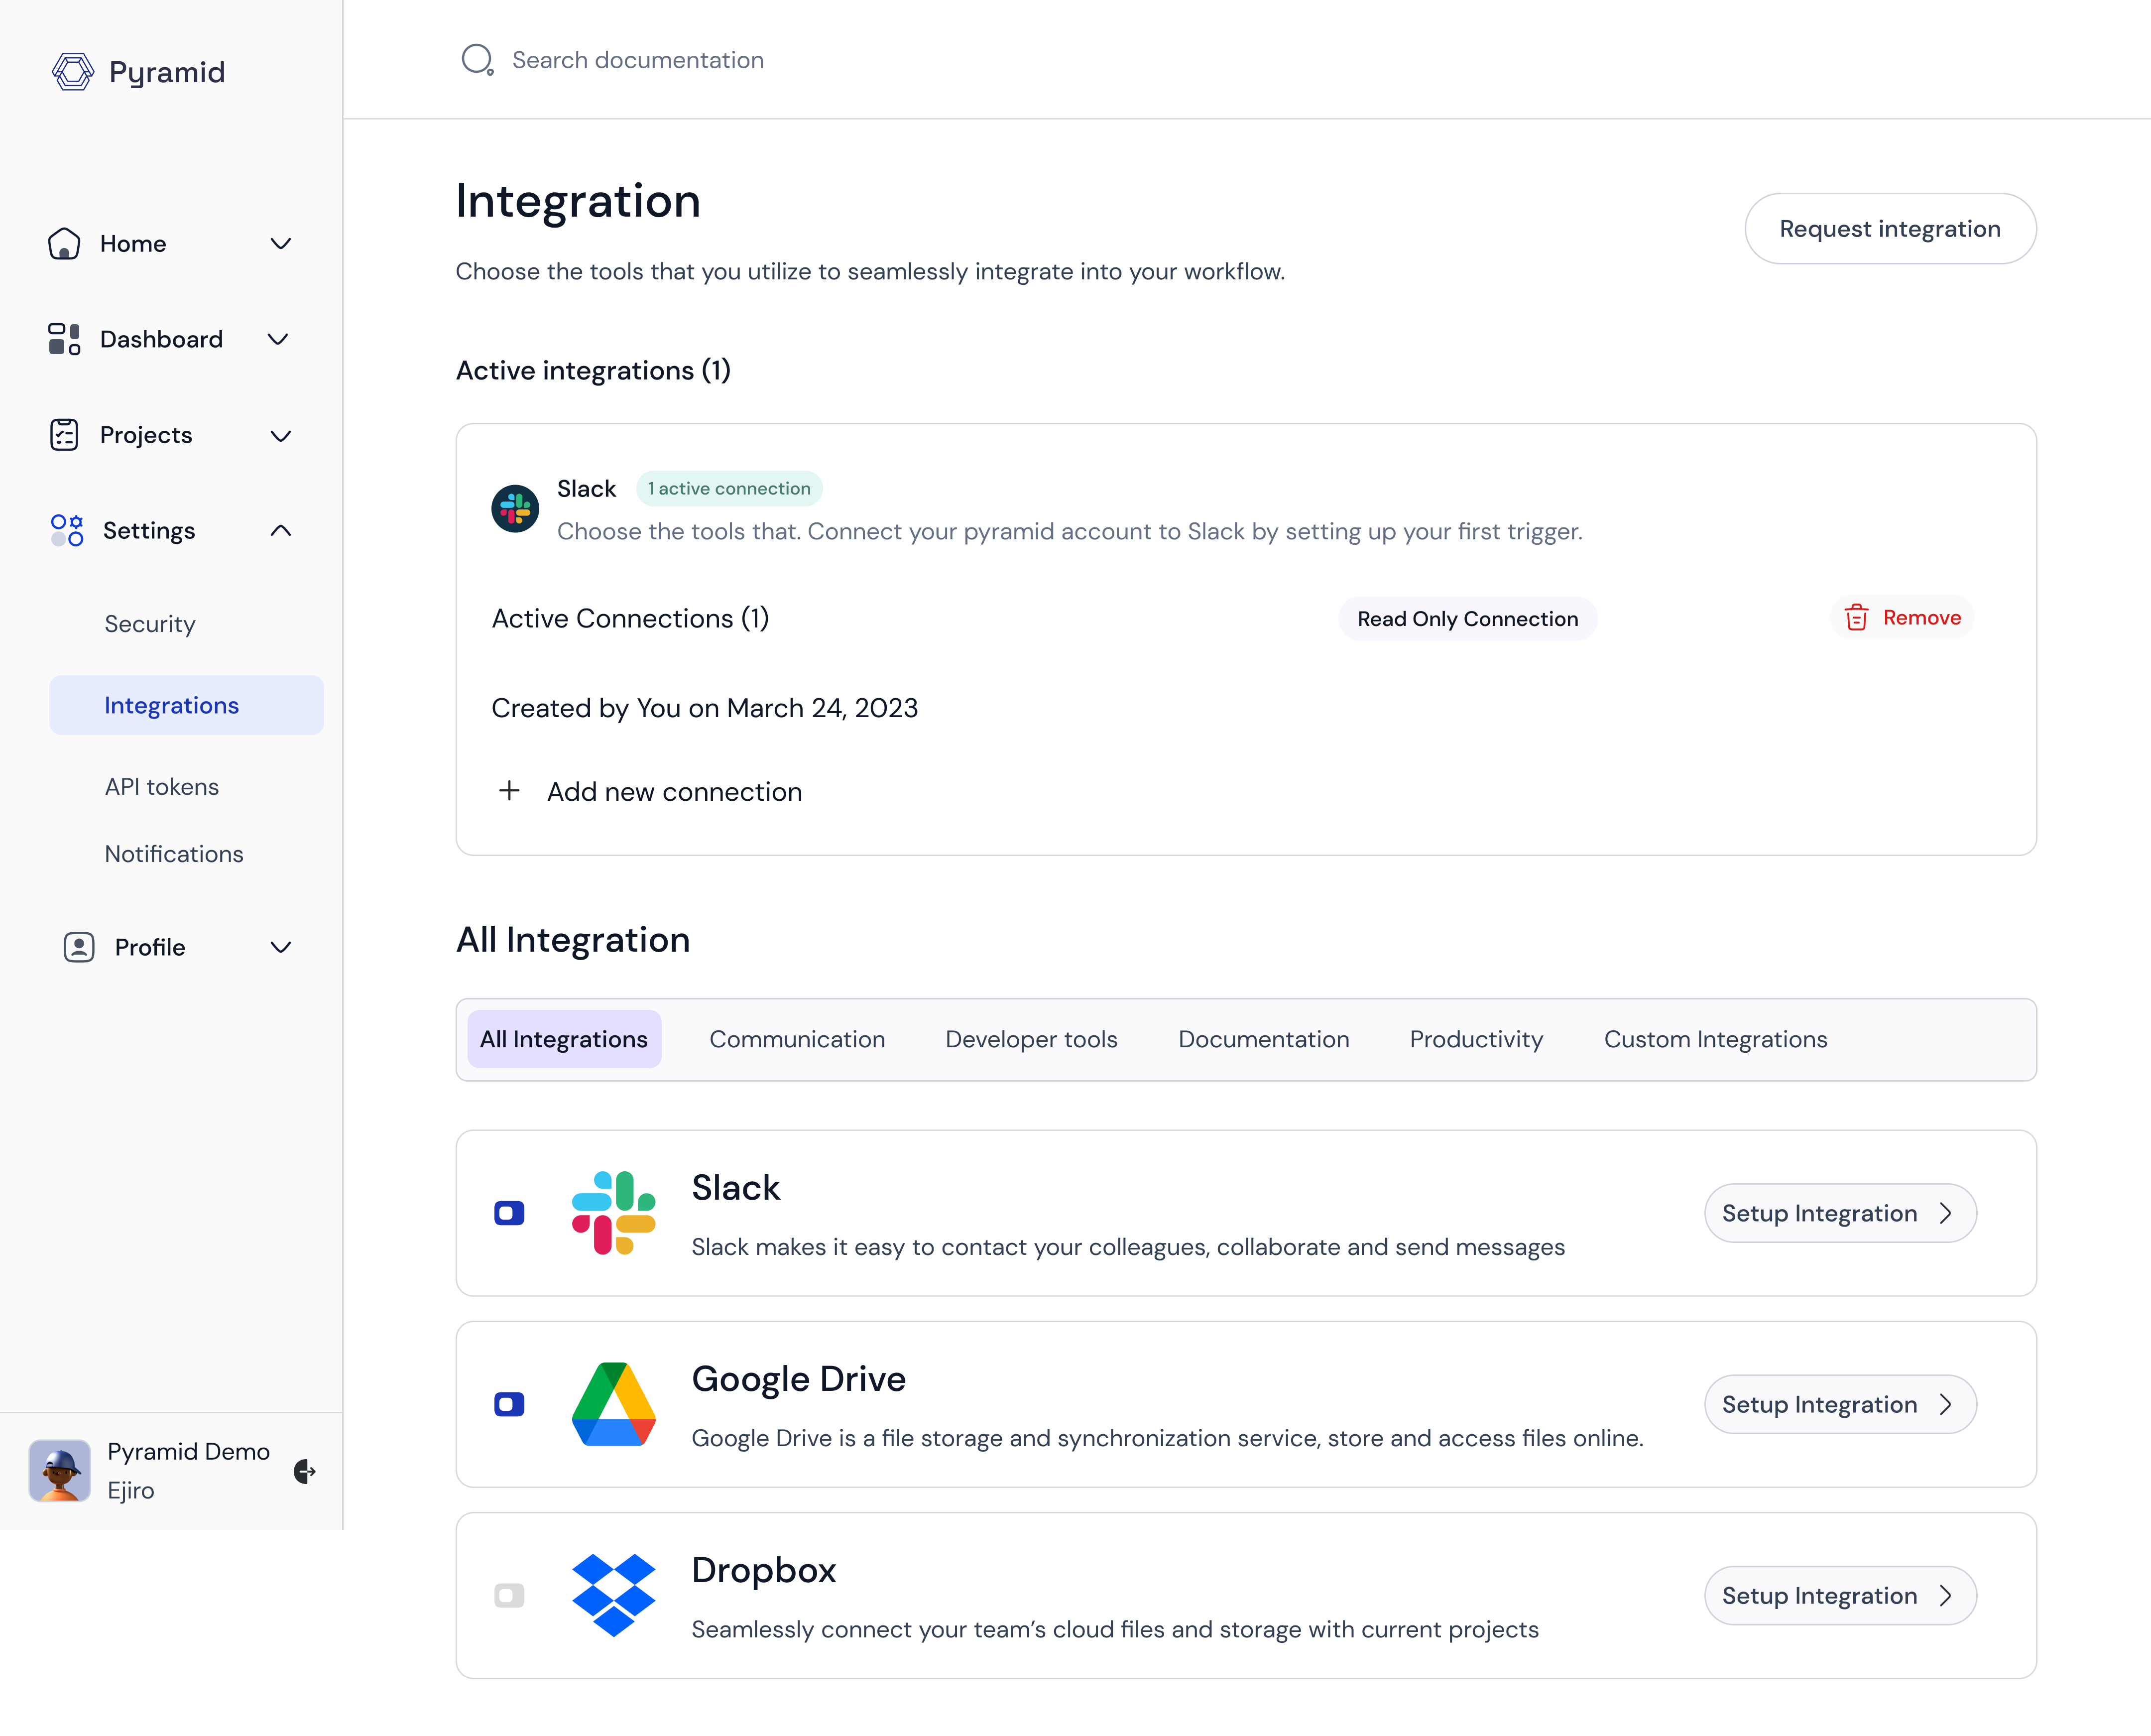 Pyramid
Search documentation
Home
Dashboard
Projects
Settings
Security
Integrations
API tokens
Notifications
Profile
Pyramid Demo
Ejiro
Integration
Request integration
Choose the tools that you utilize to seamlessly integrate into your workflow.
Active integrations (1)
Slack
1 active connection
Choose the tools that. Connect your pyramid account to Slack by setting up your first trigger.
Active Connections (1)
Read Only Connection
Remove
Created by You on March 24, 2023
Add new connection
All Integration
All Integrations
Communication
Developer tools
Documentation
Productivity
Custom Integrations
Slack
Slack makes it easy to contact your colleagues, collaborate and send messages
Setup Integration
Google Drive
Google Drive is a file storage and synchronization service, store and access files online.
Setup Integration
Dropbox
Seamlessly connect your team’s cloud files and storage with current projects
Setup Integration